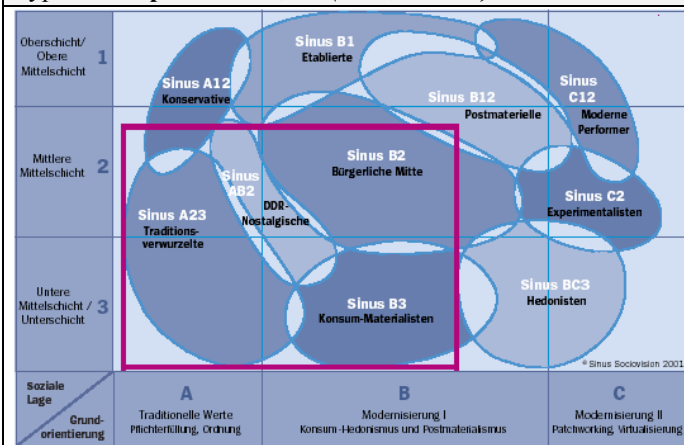 Oberschicht/
Obere
Mittelschicht
1
Mittlere
Mittelschicht
2
Untere
Mittelschicht /
Unterschicht
3
Sinus B1
Etablierte
Sinus A12
Konservative
Sinus
C12
Moderne
Performer
Sinus B12
Postmaterielle
Sinus B2
Bürgerliche Mitte
Sinus
AB2
DDR-
Nostalgische
Sinus A23
Traditions-
verwurzelte
Sinus C2
Experimentalisten
Sinus B3
Konsum-Materialisten
Sinus BC3
Hedonisten
© Sinus Sociovision 2001
Soziale
Lage
Grund-
orientierung
A
Traditionelle Werte
Pflichterfüllung, Ordnung
B
Modernisierung I
Konsum-Hedonismus und Postmaterialismus
C
Modernisierung II
Patchworking, Virtualisierung